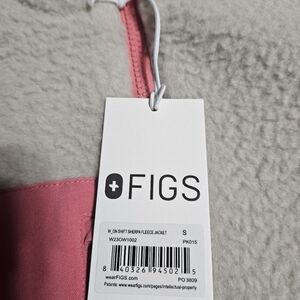 FIGS
W_ON SHIFT SHERPA FLEECE JACKET S
W23OW1002 PK015
8 40326 94502 5
wearFIGS.com PO 3809
Patents: www.wearfigs.com/pages/intellectual-property